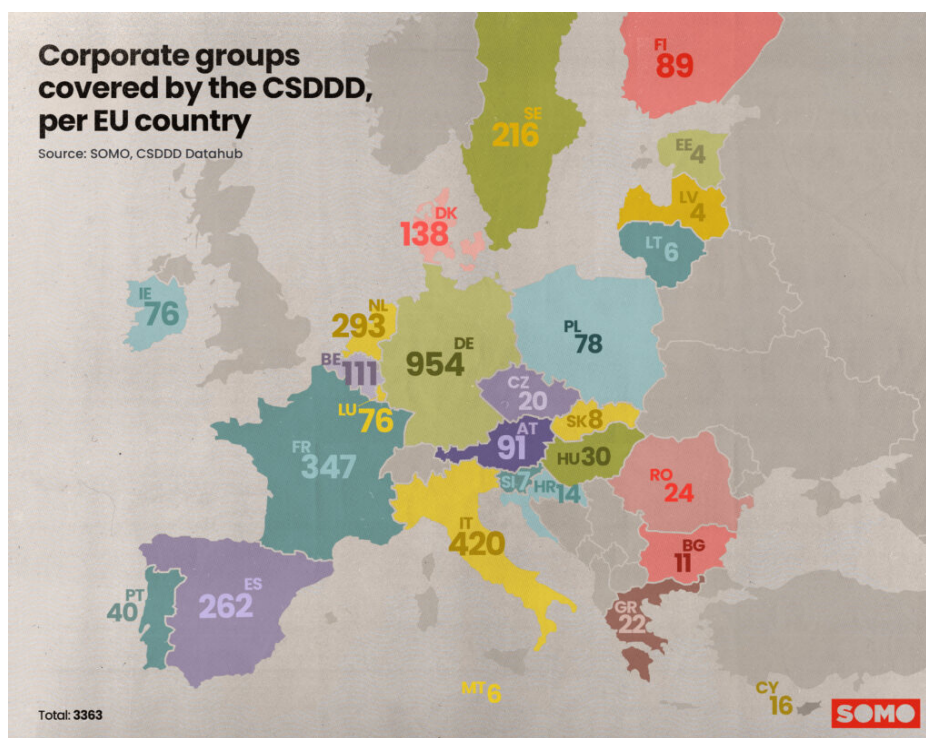 Corporate groups
covered by the CSDDD,
per EU country
Source: SOMO, CSDDD Datahub
FI
89
SE
216
EE 4
LV
4
DK
138
LT 6
IE
76
NL
293
PL
78
DE
954
BE
111
CZ
20
LU
76
SK 8
AT
91
FR
347
HU 30
SI 7
HR
14
RO
24
IT
420
BG
11
ES
262
PT
40
GR
22
MT 6
CY
16
Total: 3363
SOMO